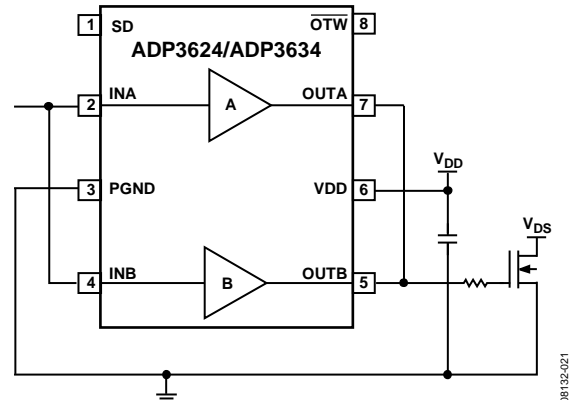 1 SD OTW 8
ADP3624/ADP3634
2 INA A OUTA 7
VDD
3 PGND VDD 6
VDS
4 INB B OUTB 5
08132-021